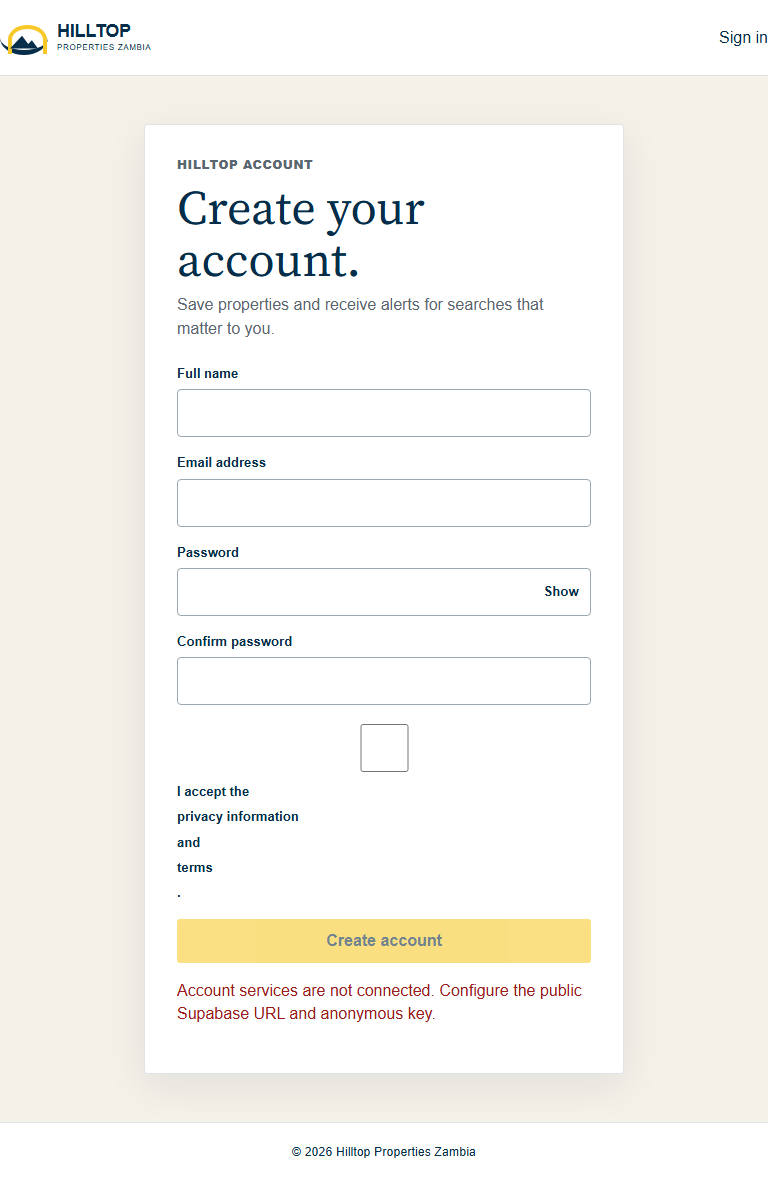 HILLTOP
PROPERTIES ZAMBIA
Sign in
HILLTOP ACCOUNT
Create your
account.
Save properties and receive alerts for searches that
matter to you.
Full name
Email address
Password
Show
Confirm password
I accept the
privacy information
and
terms
.
Create account
Account services are not connected. Configure the public
Supabase URL and anonymous key.
© 2026 Hilltop Properties Zambia